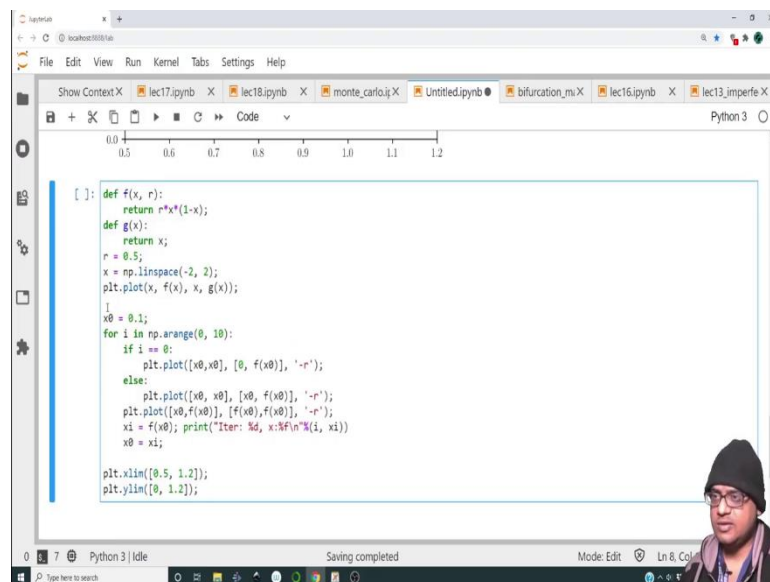 JupyterLab
localhost:8888/lab
File Edit View Run Kernel Tabs Settings Help
Show Context lec17.ipynb lec18.ipynb monte_carlo.ip Untitled.ipynb bifurcation_ma lec16.ipynb lec13_imperfe
Code Python 3
0.0
0.5 0.6 0.7 0.8 0.9 1.0 1.1 1.2
[ ]: def f(x, r):
return r*x*(1-x);
def g(x):
return x;
r = 0.5;
x = np.linspace(-2, 2);
plt.plot(x, f(x), x, g(x));
x0 = 0.1;
for i in np.arange(0, 10):
if i == 0:
plt.plot([x0,x0], [0, f(x0)], '-r');
else:
plt.plot([x0, x0], [x0, f(x0)], '-r');
plt.plot([x0,f(x0)], [f(x0),f(x0)], '-r');
xi = f(x0); print("Iter: %d, x:%f\n"%(i, xi))
x0 = xi;
plt.xlim([0.5, 1.2]);
plt.ylim([0, 1.2]);
0 7 Python 3 | Idle Saving completed Mode: Edit Ln 8, Col
Type here to search